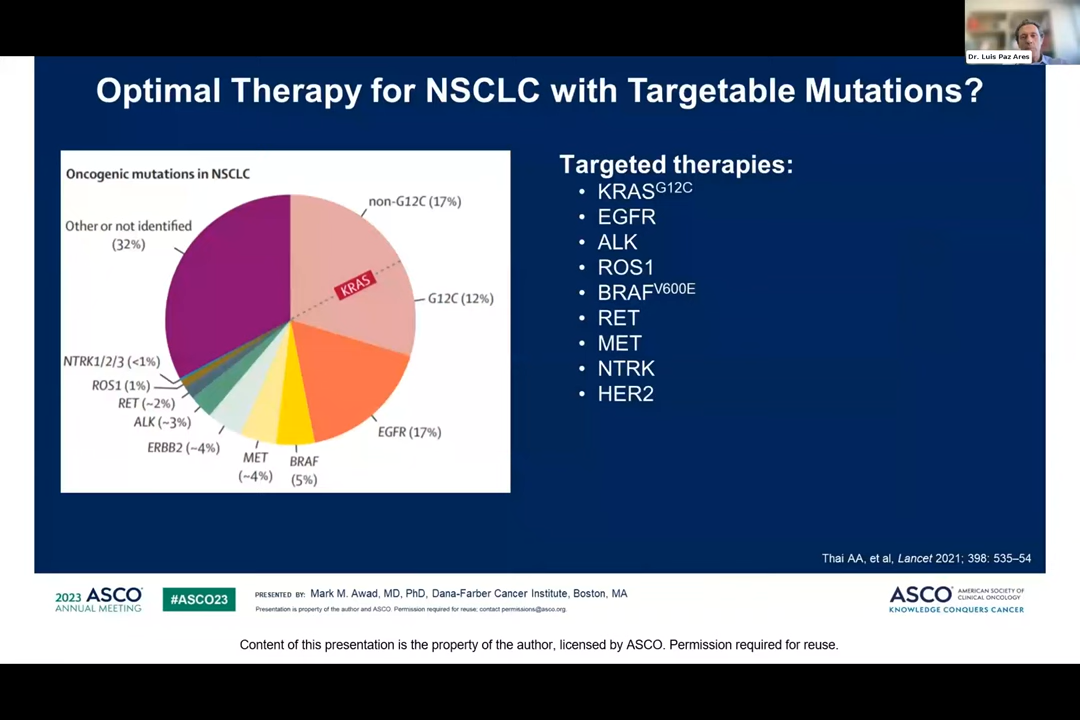 Dr. Luis Paz Ares
Optimal Therapy for NSCLC with Targetable Mutations?
Oncogenic mutations in NSCLC
non-G12C (17%)
Other or not identified
(32%)
KRAS
G12C (12%)
NTRK1/2/3 (<1%)
ROS1 (1%)
RET (~2%)
ALK (~3%)
ERBB2 (~4%)
MET
(~4%)
BRAF
(5%)
EGFR (17%)
Targeted therapies:
• KRASG12C
• EGFR
• ALK
• ROS1
• BRAFV600E
• RET
• MET
• NTRK
• HER2
Thai AA, et al, Lancet 2021; 398: 535–54
2023 ASCO
ANNUAL MEETING
#ASCO23
PRESENTED BY: Mark M. Awad, MD, PhD, Dana-Farber Cancer Institute, Boston, MA
Presentation is property of the author and ASCO. Permission required for reuse; contact permissions@asco.org.
ASCO AMERICAN SOCIETY OF
CLINICAL ONCOLOGY
KNOWLEDGE CONQUERS CANCER
Content of this presentation is the property of the author, licensed by ASCO. Permission required for reuse.